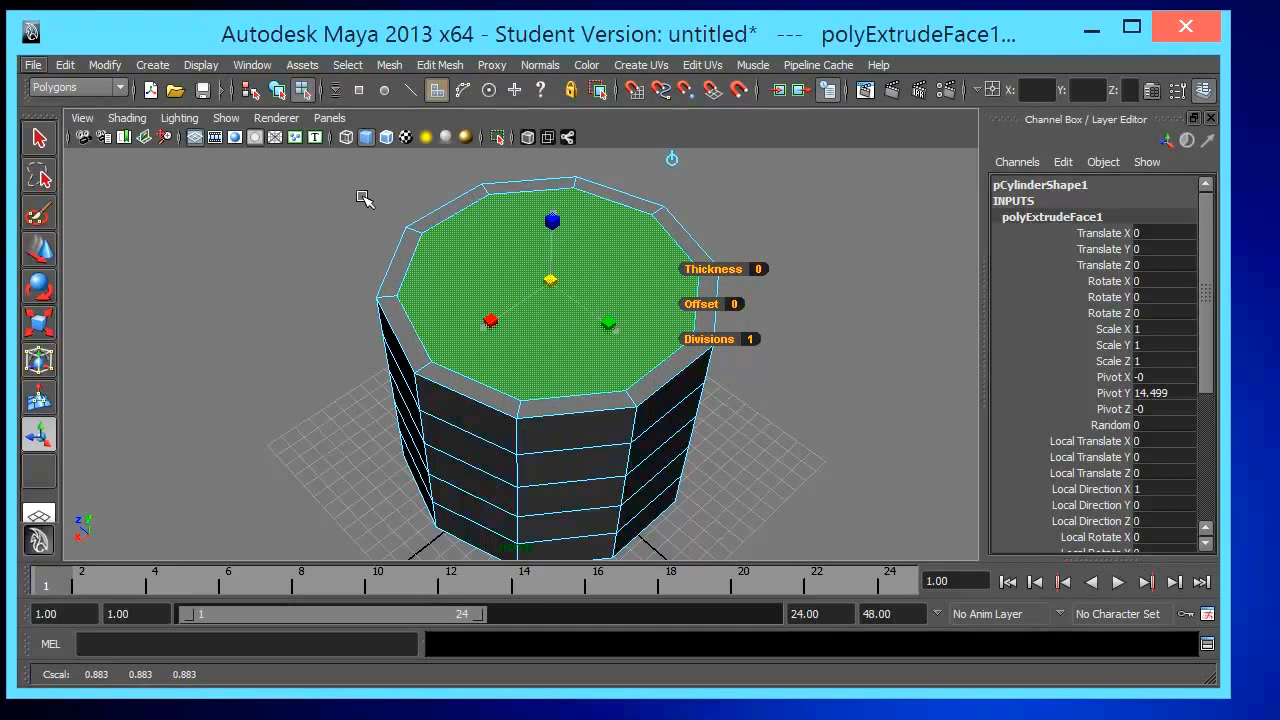 Autodesk Maya 2013 x64 - Student Version: untitled* --- polyExtrudeFace1...
File Edit Modify Create Display Window Assets Select Mesh Edit Mesh Proxy Normals Color Create UVs Edit UVs Muscle Pipeline Cache Help
Polygons X: Y: Z:
View Shading Lighting Show Renderer Panels
Channel Box / Layer Editor
Channels Edit Object Show
pCylinderShape1
INPUTS
polyExtrudeFace1
Translate X 0
Translate Y 0
Translate Z 0
Rotate X 0
Rotate Y 0
Rotate Z 0
Scale X 1
Scale Y 1
Scale Z 1
Pivot X -0
Pivot Y 14.499
Pivot Z -0
Random 0
Local Translate X 0
Local Translate Y 0
Local Translate Z 0
Local Direction X 1
Local Direction Y 0
Local Direction Z 0
Local Rotate X 0
Thickness 0
Offset 0
Divisions 1
z y
x
1 2 4 6 8 10 12 14 16 18 20 22 24 1.00
1.00 1.00 1 24 24.00 48.00 No Anim Layer No Character Set
MEL
Cscal: 0.883 0.883 0.883